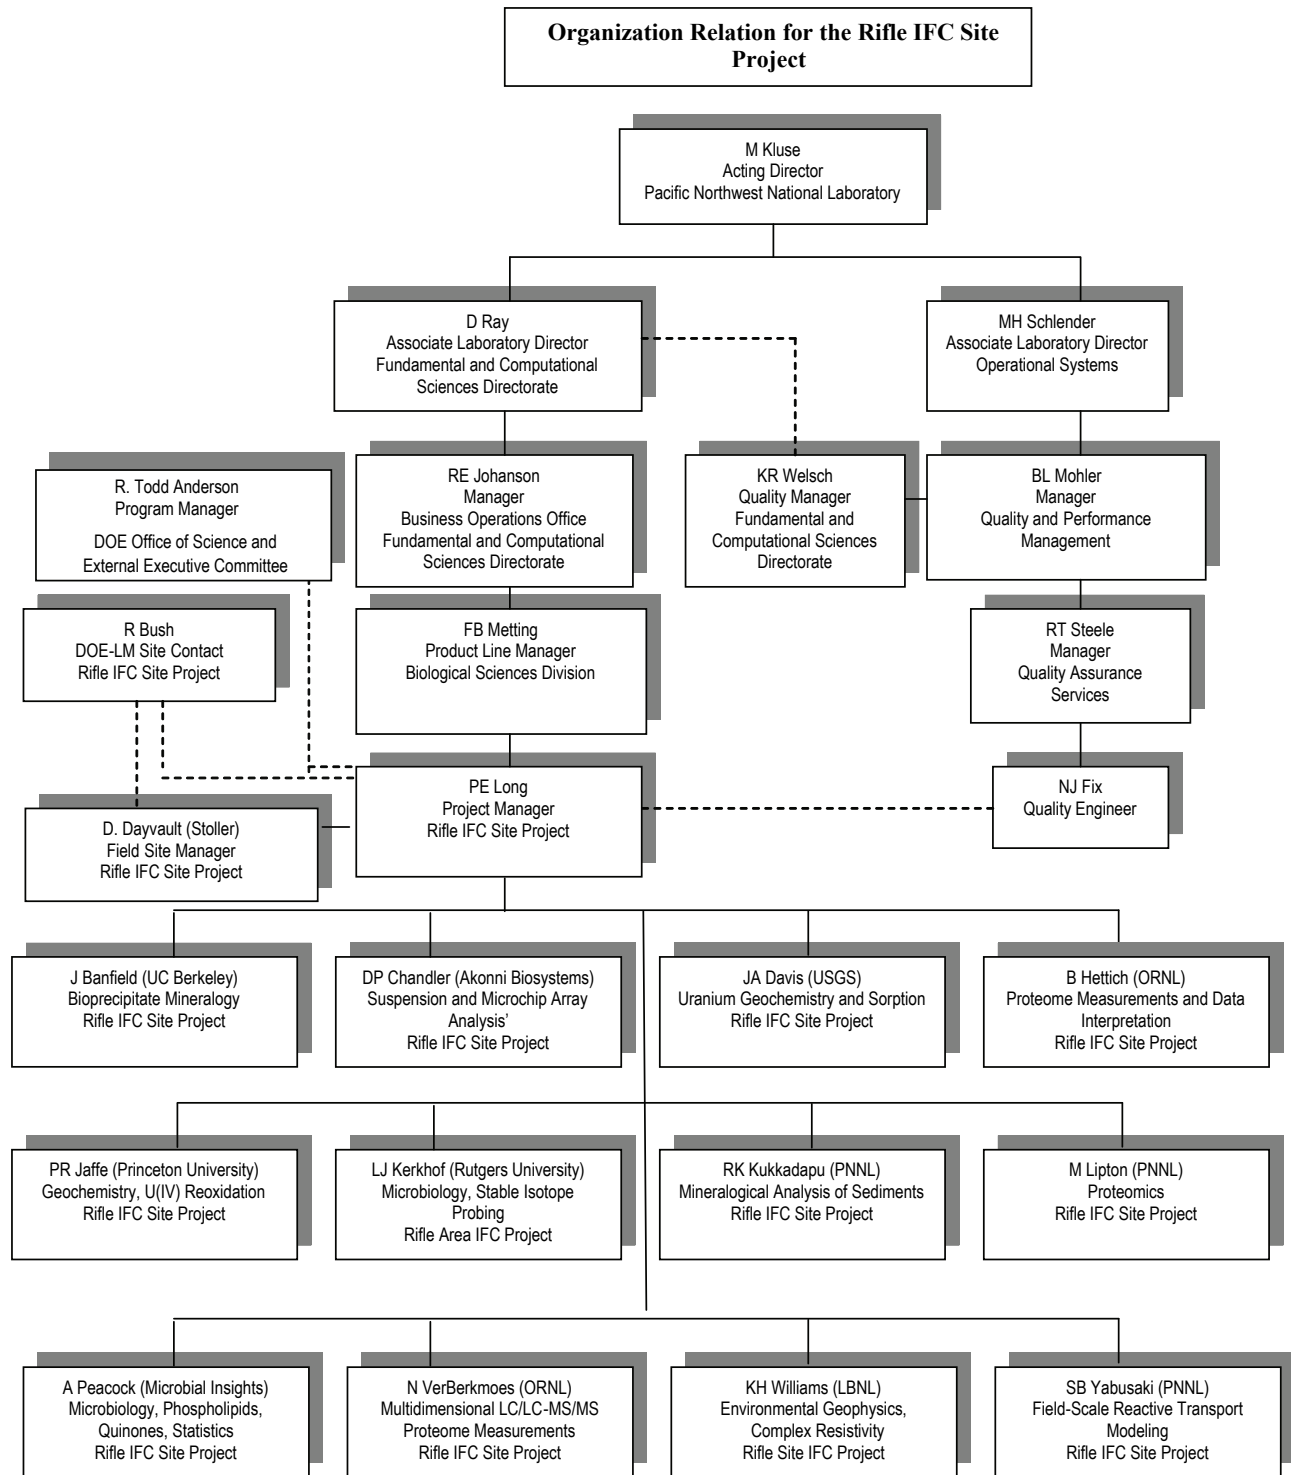 Organization Relation for the Rifle IFC Site
Project
M Kluse
Acting Director
Pacific Northwest National Laboratory
D Ray
Associate Laboratory Director
Fundamental and Computational
Sciences Directorate
MH Schlender
Associate Laboratory Director
Operational Systems
R. Todd Anderson
Program Manager
DOE Office of Science and
External Executive Committee
RE Johanson
Manager
Business Operations Office
Fundamental and Computational
Sciences Directorate
KR Welsch
Quality Manager
Fundamental and
Computational Sciences
Directorate
BL Mohler
Manager
Quality and Performance
Management
R Bush
DOE-LM Site Contact
Rifle IFC Site Project
FB Metting
Product Line Manager
Biological Sciences Division
RT Steele
Manager
Quality Assurance
Services
D. Dayvault (Stoller)
Field Site Manager
Rifle IFC Site Project
PE Long
Project Manager
Rifle IFC Site Project
NJ Fix
Quality Engineer
J Banfield (UC Berkeley)
Bioprecipitate Mineralogy
Rifle IFC Site Project
DP Chandler (Akonni Biosystems)
Suspension and Microchip Array
Analysis’
Rifle IFC Site Project
JA Davis (USGS)
Uranium Geochemistry and Sorption
Rifle IFC Site Project
B Hettich (ORNL)
Proteome Measurements and Data
Interpretation
Rifle IFC Site Project
PR Jaffe (Princeton University)
Geochemistry, U(IV) Reoxidation
Rifle IFC Site Project
LJ Kerkhof (Rutgers University)
Microbiology, Stable Isotope
Probing
Rifle Area IFC Project
RK Kukkadapu (PNNL)
Mineralogical Analysis of Sediments
Rifle IFC Site Project
M Lipton (PNNL)
Proteomics
Rifle IFC Site Project
A Peacock (Microbial Insights)
Microbiology, Phospholipids,
Quinones, Statistics
Rifle IFC Site Project
N VerBerkmoes (ORNL)
Multidimensional LC/LC-MS/MS
Proteome Measurements
Rifle IFC Site Project
KH Williams (LBNL)
Environmental Geophysics,
Complex Resistivity
Rifle Site IFC Project
SB Yabusaki (PNNL)
Field-Scale Reactive Transport
Modeling
Rifle IFC Site Project